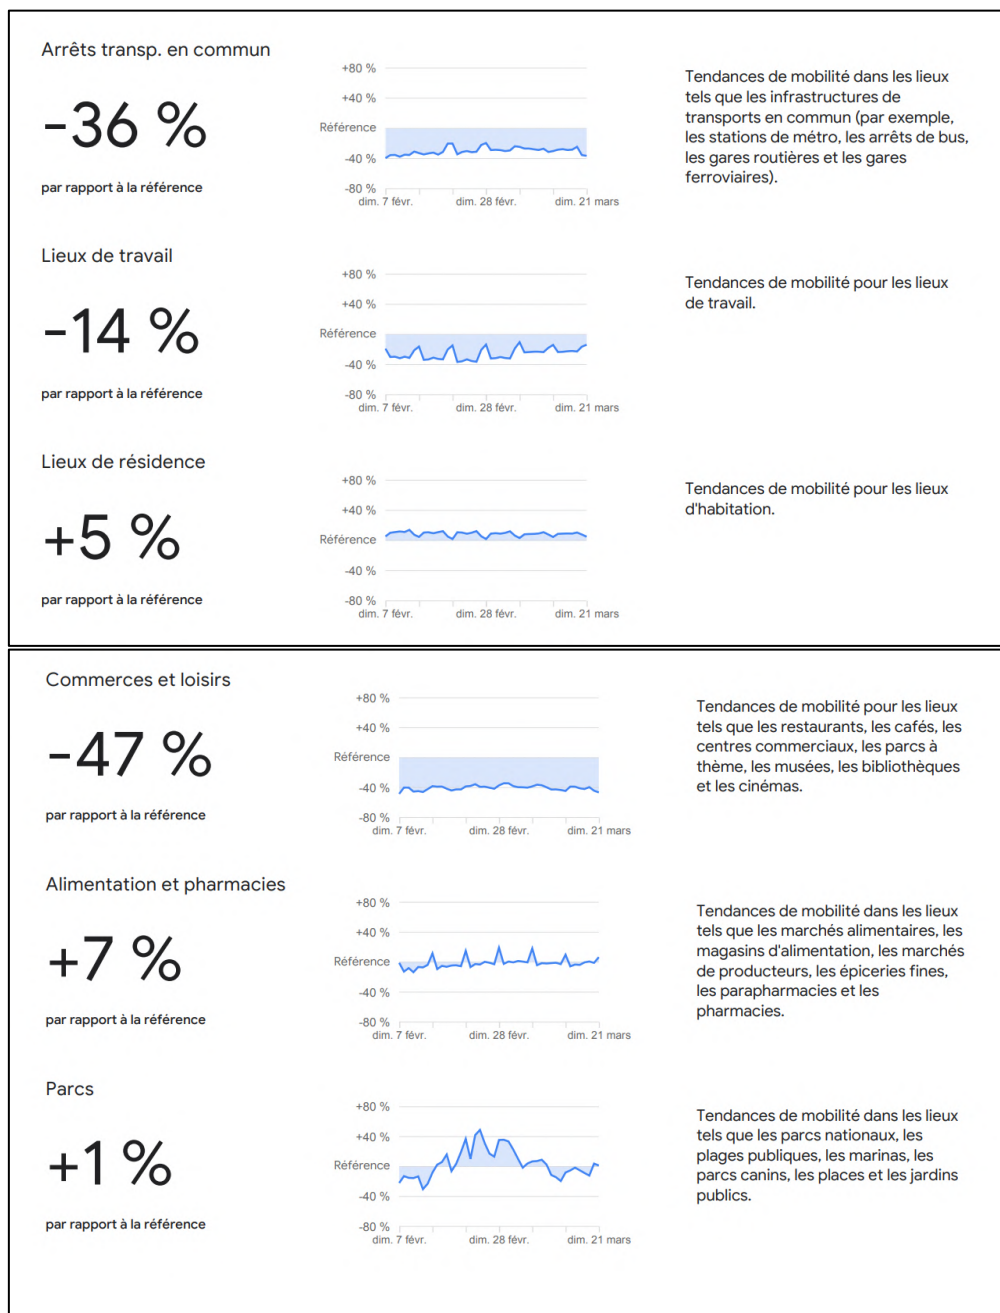 Arrêts transp. en commun
-36 %
par rapport à la référence
+80 %
+40 %
Référence
-40 %
-80 %
dim. 7 févr.
dim. 28 févr.
dim. 21 mars
Tendances de mobilité dans les lieux
tels que les infrastructures de
transports en commun (par exemple,
les stations de métro, les arrêts de bus,
les gares routières et les gares
ferroviaires).
Lieux de travail
-14 %
par rapport à la référence
+80 %
+40 %
Référence
-40 %
-80 %
dim. 7 févr.
dim. 28 févr.
dim. 21 mars
Tendances de mobilité pour les lieux
de travail.
Lieux de résidence
+5 %
par rapport à la référence
+80 %
+40 %
Référence
-40 %
-80 %
dim. 7 févr.
dim. 28 févr.
dim. 21 mars
Tendances de mobilité pour les lieux
d'habitation.
Commerces et loisirs
-47 %
par rapport à la référence
+80 %
+40 %
Référence
-40 %
-80 %
dim. 7 févr.
dim. 28 févr.
dim. 21 mars
Tendances de mobilité pour les lieux
tels que les restaurants, les cafés, les
centres commerciaux, les parcs à
thème, les musées, les bibliothèques
et les cinémas.
Alimentation et pharmacies
+7 %
par rapport à la référence
+80 %
+40 %
Référence
-40 %
-80 %
dim. 7 févr.
dim. 28 févr.
dim. 21 mars
Tendances de mobilité dans les lieux
tels que les marchés alimentaires, les
magasins d'alimentation, les marchés
de producteurs, les épiceries fines,
les parapharmacies et les
pharmacies.
Parcs
+1 %
par rapport à la référence
+80 %
+40 %
Référence
-40 %
-80 %
dim. 7 févr.
dim. 28 févr.
dim. 21 mars
Tendances de mobilité dans les lieux
tels que les parcs nationaux, les
plages publiques, les marinas, les
parcs canins, les places et les jardins
publics.